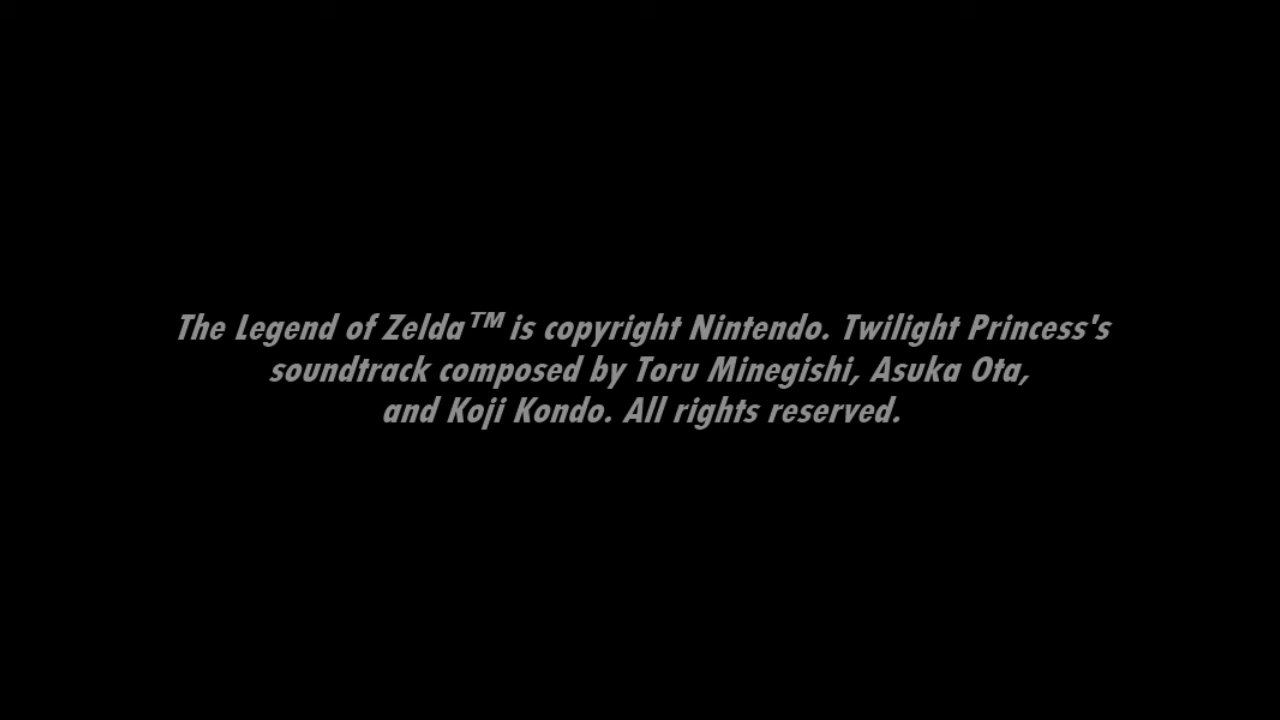 The Legend of Zelda™ is copyright Nintendo. Twilight Princess's
soundtrack composed by Toru Minegishi, Asuka Ota,
and Koji Kondo. All rights reserved.